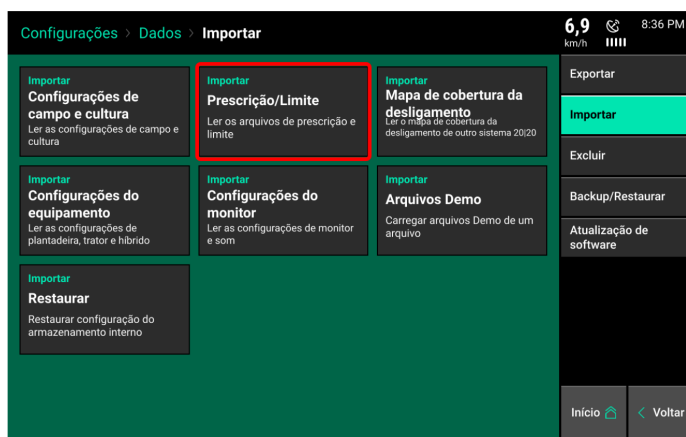 Configurações > Dados > Importar
6,9
km/h
8:36 PM
Importar
Configurações de
campo e cultura
Ler as configurações de campo e
cultura
Importar
Prescrição/Limite
Ler os arquivos de prescrição e
limite
Importar
Mapa de cobertura da
desligamento
Ler o mapa de cobertura da
desligamento de outro sistema 20|20
Importar
Configurações do
equipamento
Ler as configurações de
plantadeira, trator e híbrido
Importar
Configurações do
monitor
Ler as configurações de monitor
e som
Importar
Arquivos Demo
Carregar arquivos Demo de um
arquivo
Importar
Restaurar
Restaurar configuração do
armazenamento interno
Exportar
Importar
Excluir
Backup/Restaurar
Atualização de
software
Início
< Voltar